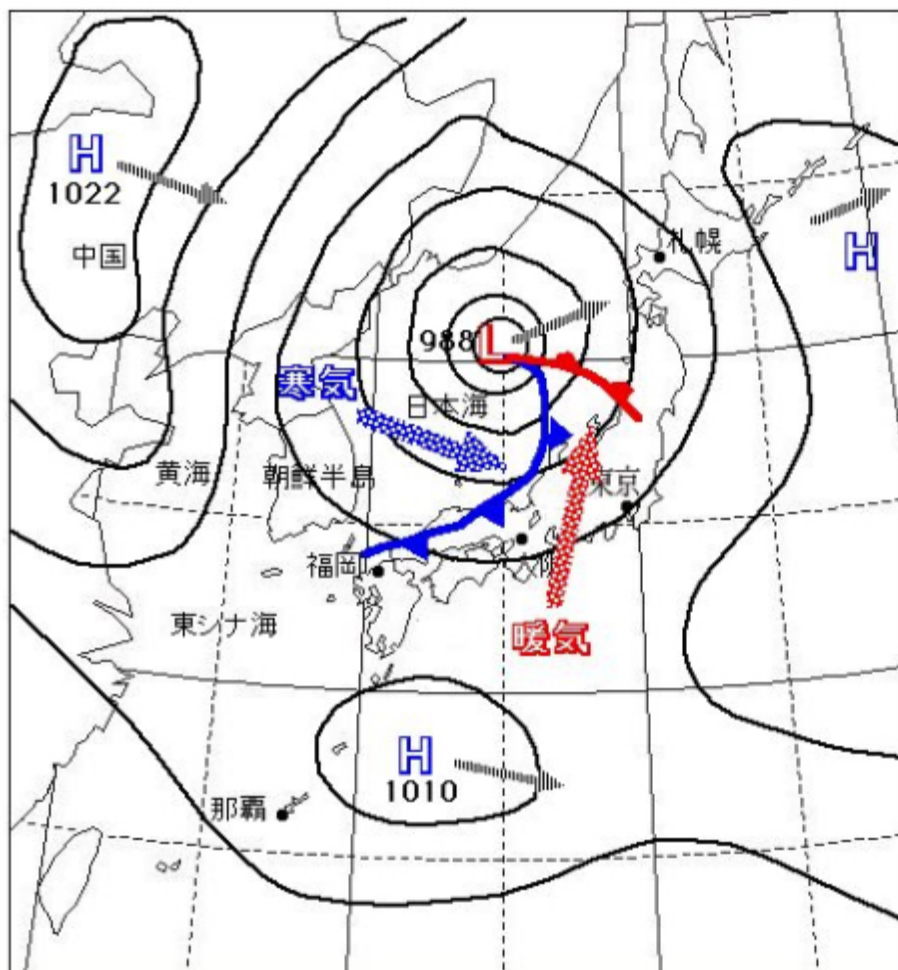 H
1022
中国
札幌
H
988
L
寒気
日本海
黄海
朝鮮半島
東京
福岡
大阪
東シナ海
暖気
H
1010
那覇